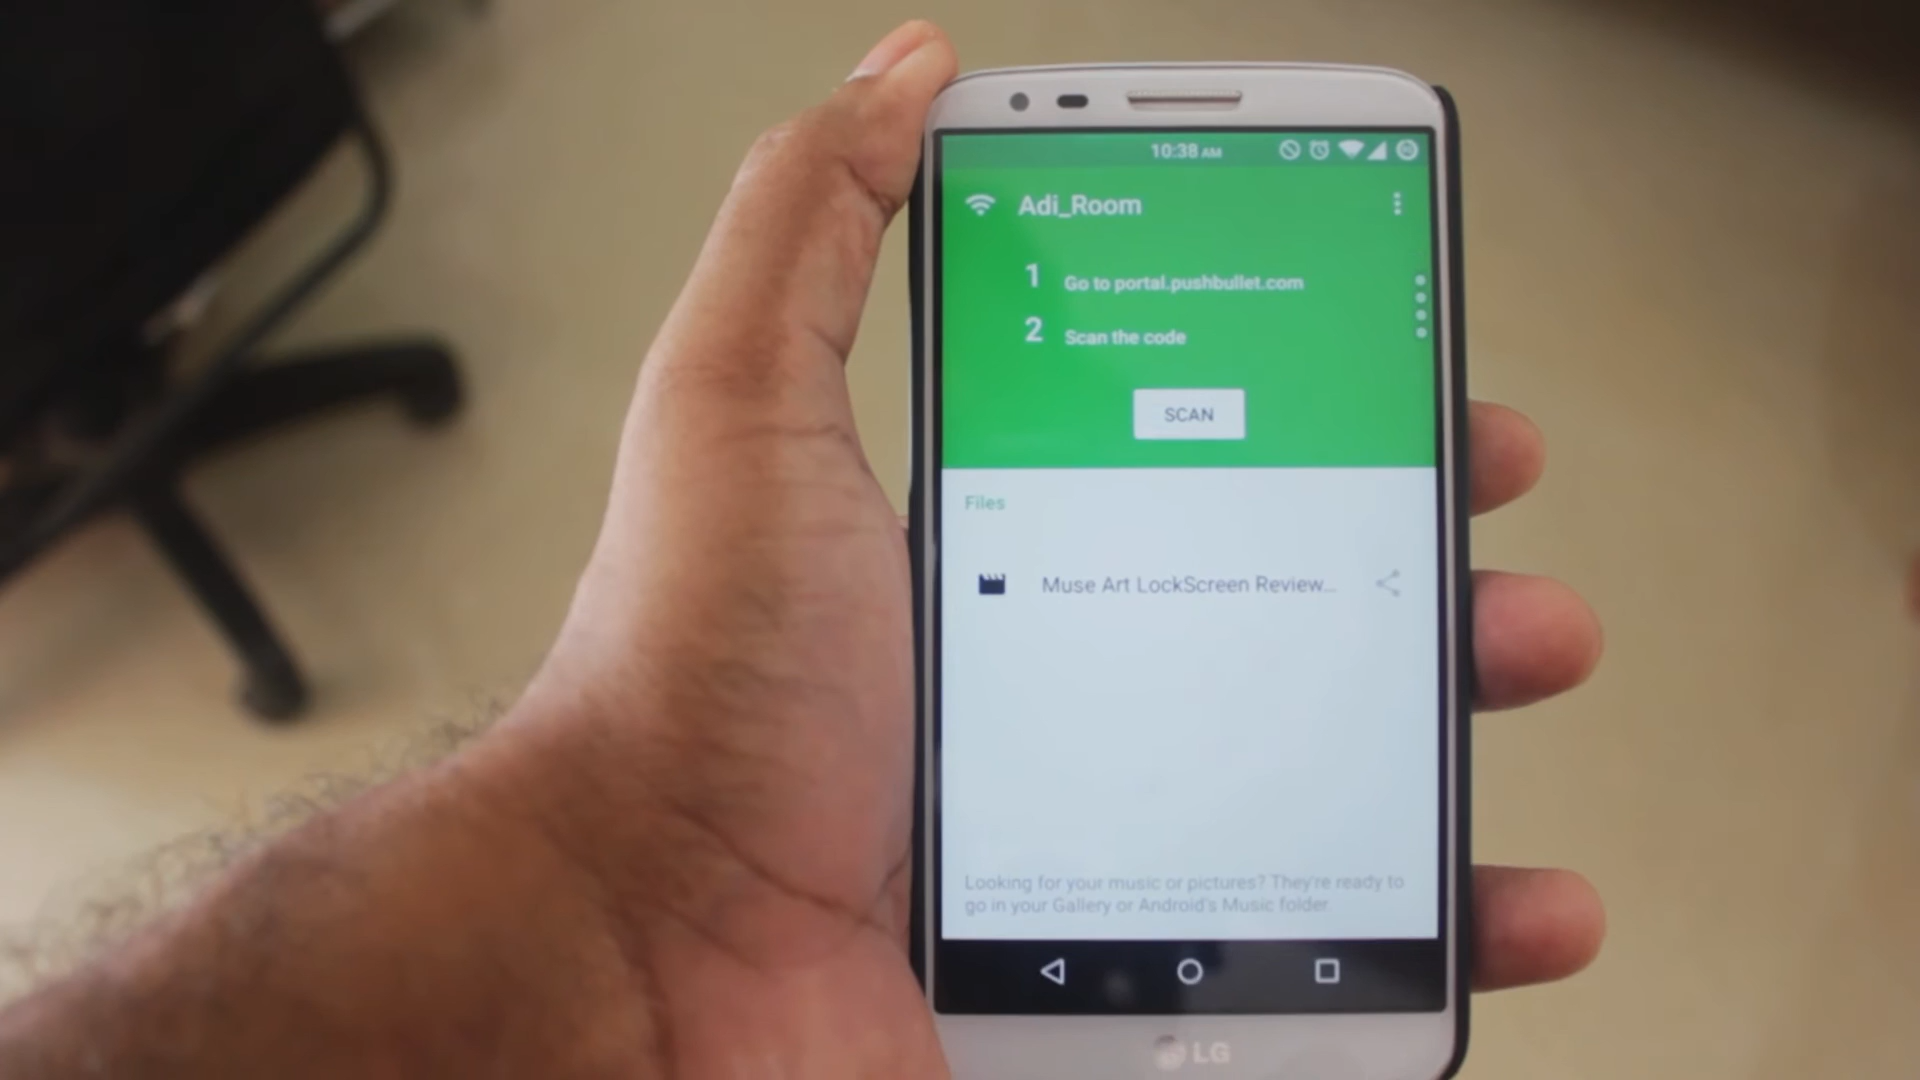 10:38 AM
Adi_Room
1 Go to portal.pushbullet.com
2 Scan the code
SCAN
Files
Muse Art LockScreen Review...
Looking for your music or pictures? They're ready to
go in your Gallery or Android's Music folder.
LG